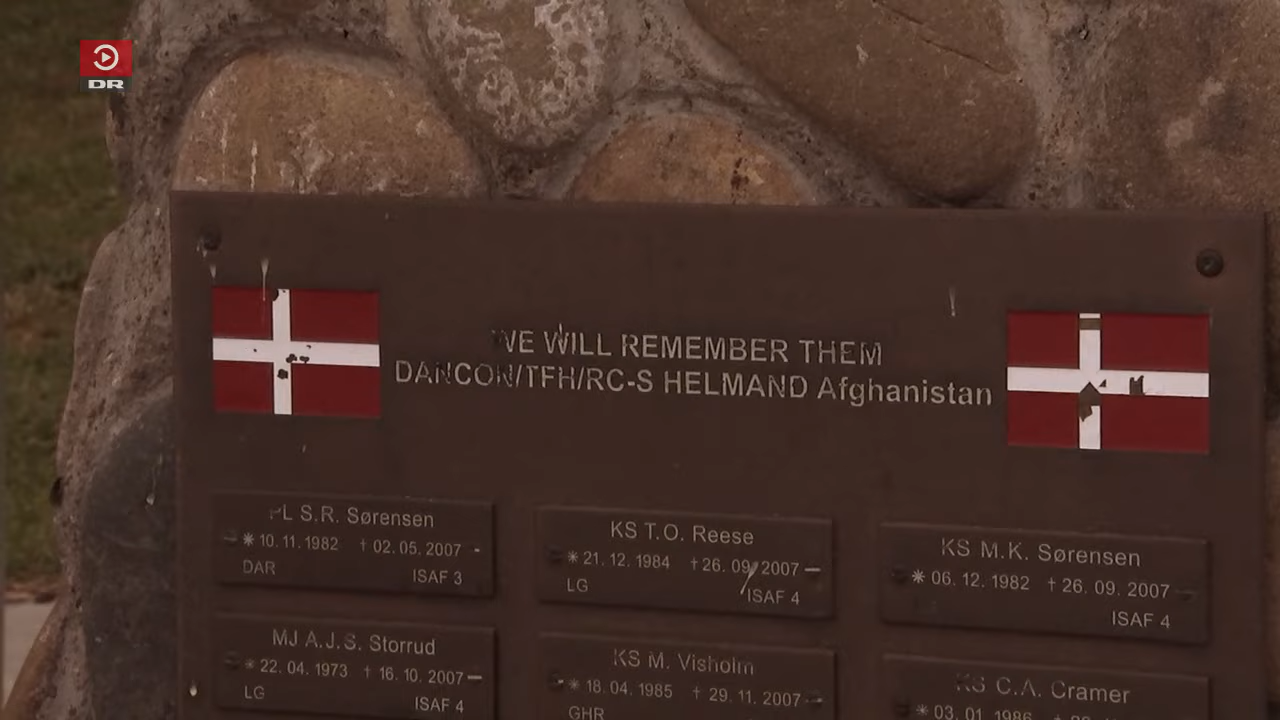 DR
WE WILL REMEMBER THEM
DANCON/TFH/RC-S HELMAND Afghanistan
PL S.R. Sørensen
* 10.11.1982 † 02.05.2007
DAR ISAF 3
KS T.O. Reese
* 21.12.1984 † 26.09.2007
LG ISAF 4
KS M.K. Sørensen
* 06.12.1982 † 26.09.2007
ISAF 4
MJ A.J.S. Storrud
* 22.04.1973 † 16.10.2007
LG ISAF 4
KS M. Visholm
* 18.04.1985 † 29.11.2007
GHR
KS C.A. Cramer
* 03.01.1986